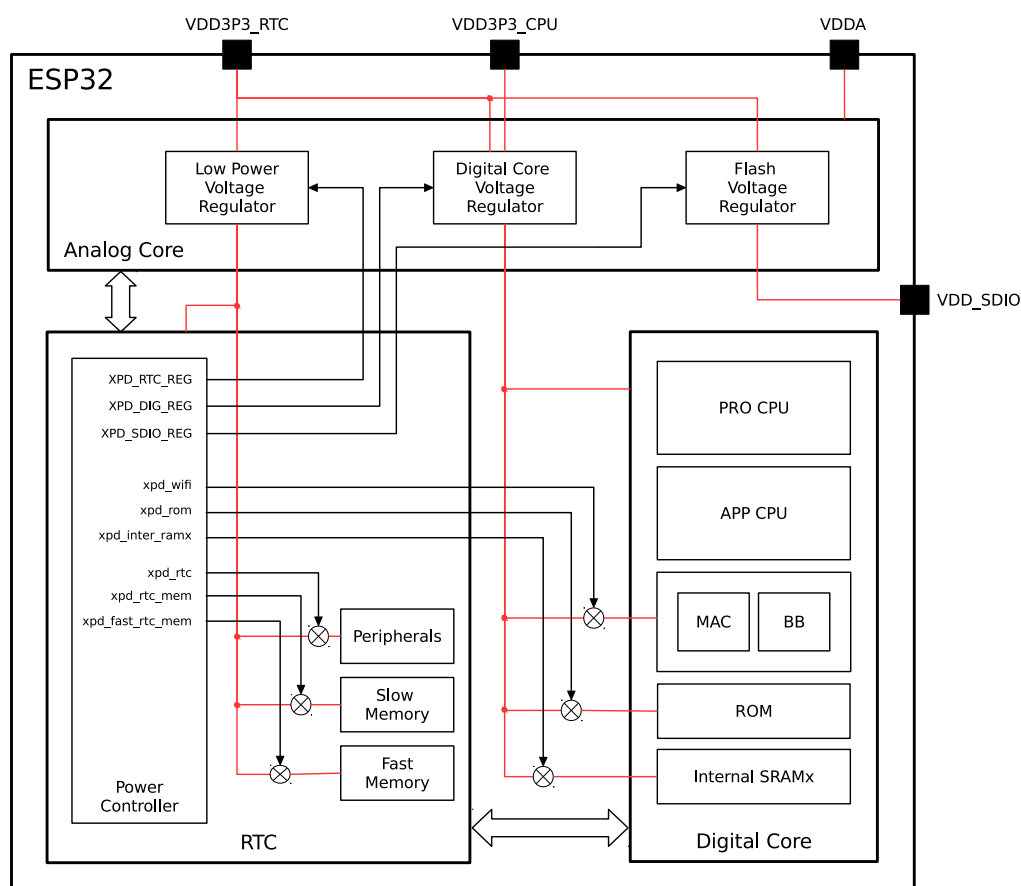 VDD3P3_RTC
VDD3P3_CPU
VDDA
ESP32
Low Power
Voltage
Regulator
Digital Core
Voltage
Regulator
Flash
Voltage
Regulator
Analog Core
VDD_SDIO
XPD_RTC_REG
XPD_DIG_REG
XPD_SDIO_REG
xpd_wifi
xpd_rom
xpd_inter_ramx
xpd_rtc
xpd_rtc_mem
xpd_fast_rtc_mem
Power
Controller
Peripherals
Slow
Memory
Fast
Memory
RTC
PRO CPU
APP CPU
MAC
BB
ROM
Internal SRAMx
Digital Core